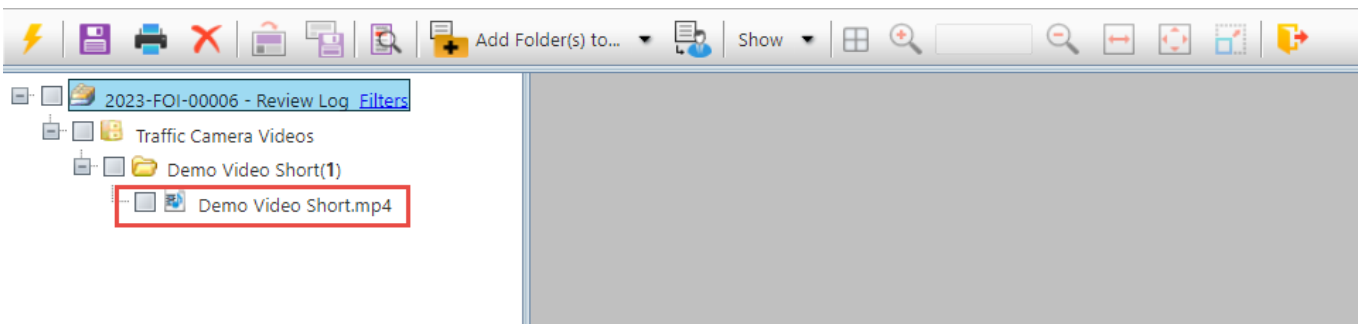 Add Folder(s) to... Show
2023-FOI-00006 - Review Log Filters
Traffic Camera Videos
Demo Video Short(1)
Demo Video Short.mp4